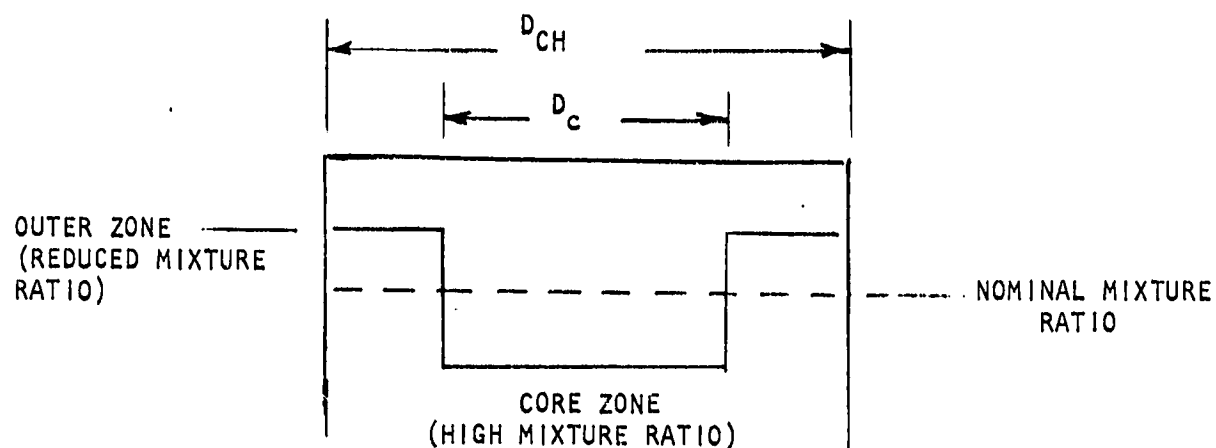 D_CH
D_c
OUTER ZONE
(REDUCED MIXTURE
RATIO)
NOMINAL MIXTURE
RATIO
CORE ZONE
(HIGH MIXTURE RATIO)